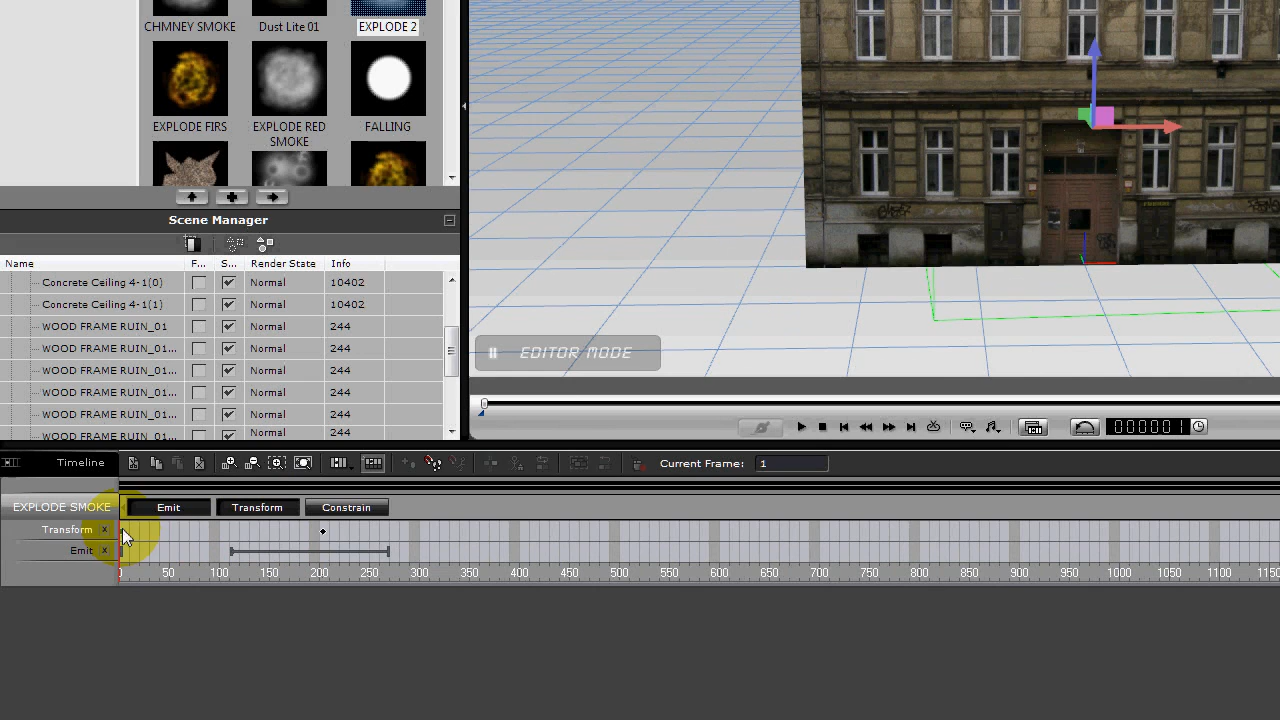 CHMNEY SMOKE
Dust Lite 01
EXPLODE 2
EXPLODE FIRS
EXPLODE RED
SMOKE
FALLING
Scene Manager
Name F... S... Render State Info
Concrete Ceiling 4-1(0) Normal 10402
Concrete Ceiling 4-1(1) Normal 10402
WOOD FRAME RUIN_01 Normal 244
WOOD FRAME RUIN_01... Normal 244
WOOD FRAME RUIN_01... Normal 244
WOOD FRAME RUIN_01... Normal 244
WOOD FRAME RUIN_01... Normal 244
WOOD FRAME RUIN_01... Normal 244
EDITOR MODE
000001
Timeline
Current Frame: 1
EXPLODE SMOKE Emit Transform Constrain
Transform x
Emit x
0 50 100 150 200 250 300 350 400 450 500 550 600 650 700 750 800 850 900 950 1000 1050 1100 1150